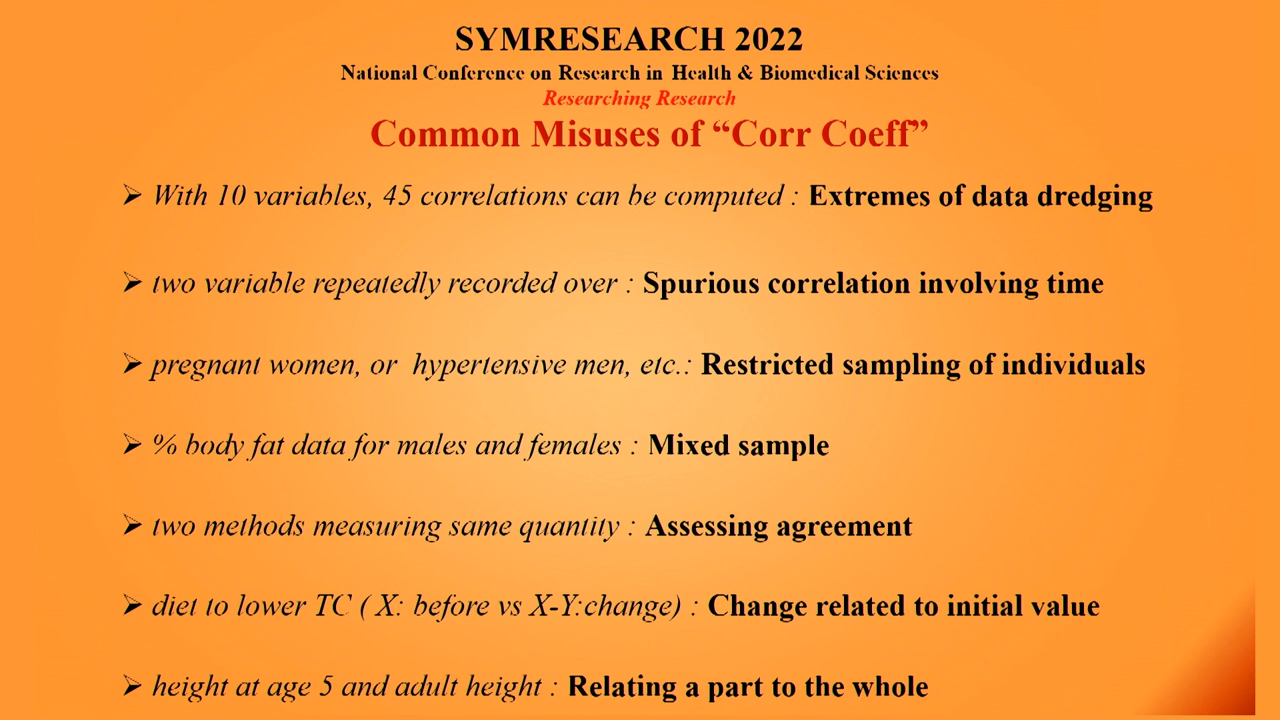 SYMRESEARCH 2022
National Conference on Research in Health & Biomedical Sciences
Researching Research
Common Misuses of “Corr Coeff”
➢ With 10 variables, 45 correlations can be computed : Extremes of data dredging
➢ two variable repeatedly recorded over : Spurious correlation involving time
➢ pregnant women, or hypertensive men, etc.: Restricted sampling of individuals
➢ % body fat data for males and females : Mixed sample
➢ two methods measuring same quantity : Assessing agreement
➢ diet to lower TC ( X: before vs X-Y:change) : Change related to initial value
➢ height at age 5 and adult height : Relating a part to the whole